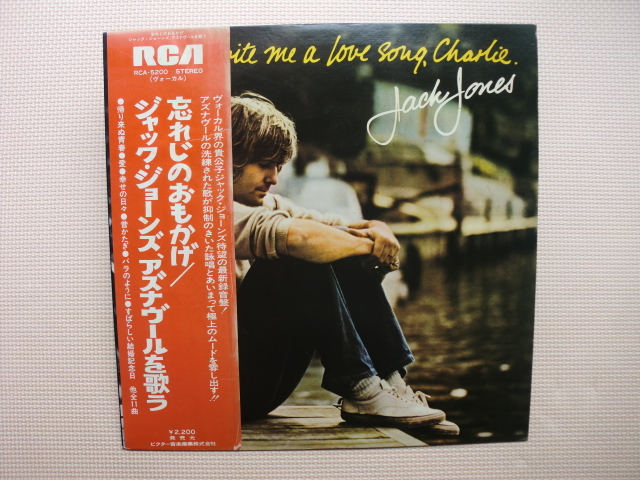 RCA
RCA-5200 STEREO
(ヴォーカル)
忘れじのおもかげ/
ジャック・ジョーンズ、アズナヴールを歌う
ヴォーカル界の貴公子ジャック・ジョーンズ待望の最新録音盤!
アズナヴールの洗練された歌が抑制のきいた詠唱とあいまって極上のムードを醸し出す!!
●帰り来ぬ青春●愛●幸せの日々●昔かたぎ●バラのように●すばらしい結婚記念日 他全11曲
¥2,200
発売元
ビクター音楽産業株式会社
me a love song, Charlie.
Jack Jones